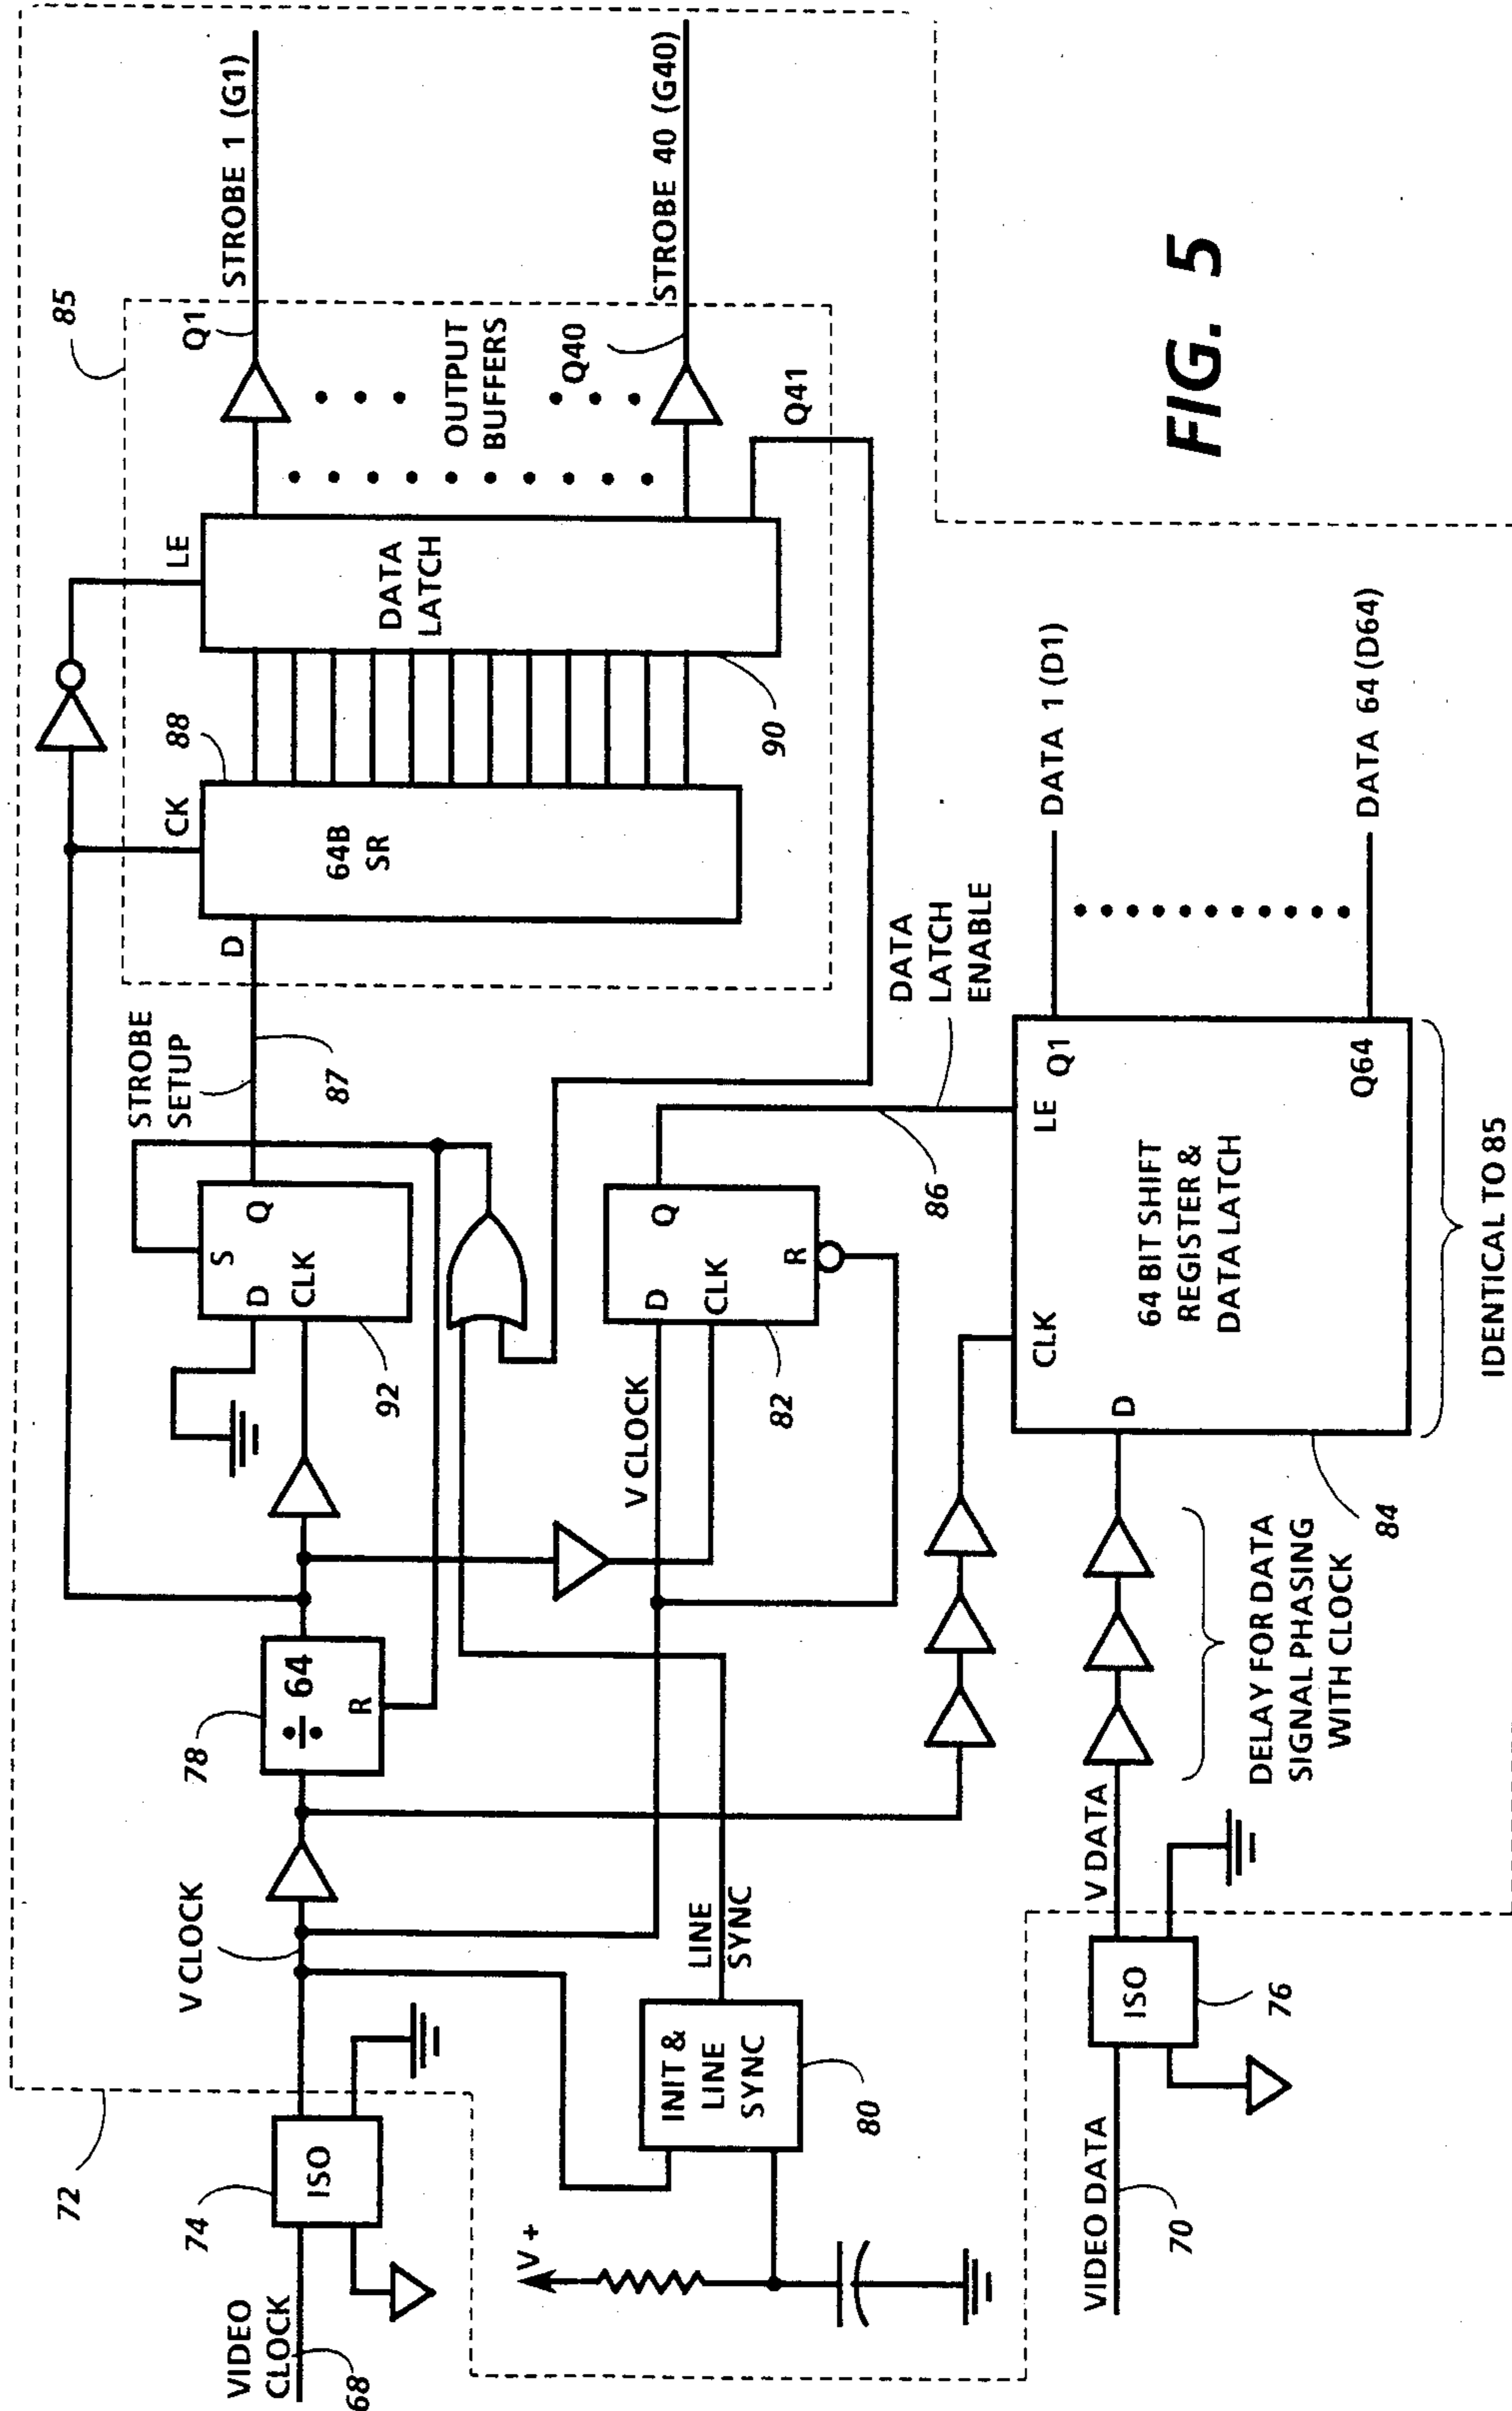 VIDEO
CLOCK
68
72
74
ISO
V CLOCK
78
÷ 64
R
92
D
S
CLK
Q
STROBE
SETUP
87
D
CK
88
64B
SR
85
LE
DATA
LATCH
90
OUTPUT
BUFFERS
Q1
STROBE 1 (G1)
Q40
STROBE 40 (G40)
Q41
V +
INIT &
LINE
SYNC
80
LINE
SYNC
V CLOCK
82
D
CLK
Q
R
86
DATA
LATCH
ENABLE
VIDEO DATA
70
ISO
76
V DATA
DELAY FOR DATA
SIGNAL PHASING
WITH CLOCK
84
D
CLK
64 BIT SHIFT
REGISTER &
DATA LATCH
LE
Q1
Q64
DATA 1 (D1)
DATA 64 (D64)
IDENTICAL TO 85
FIG. 5